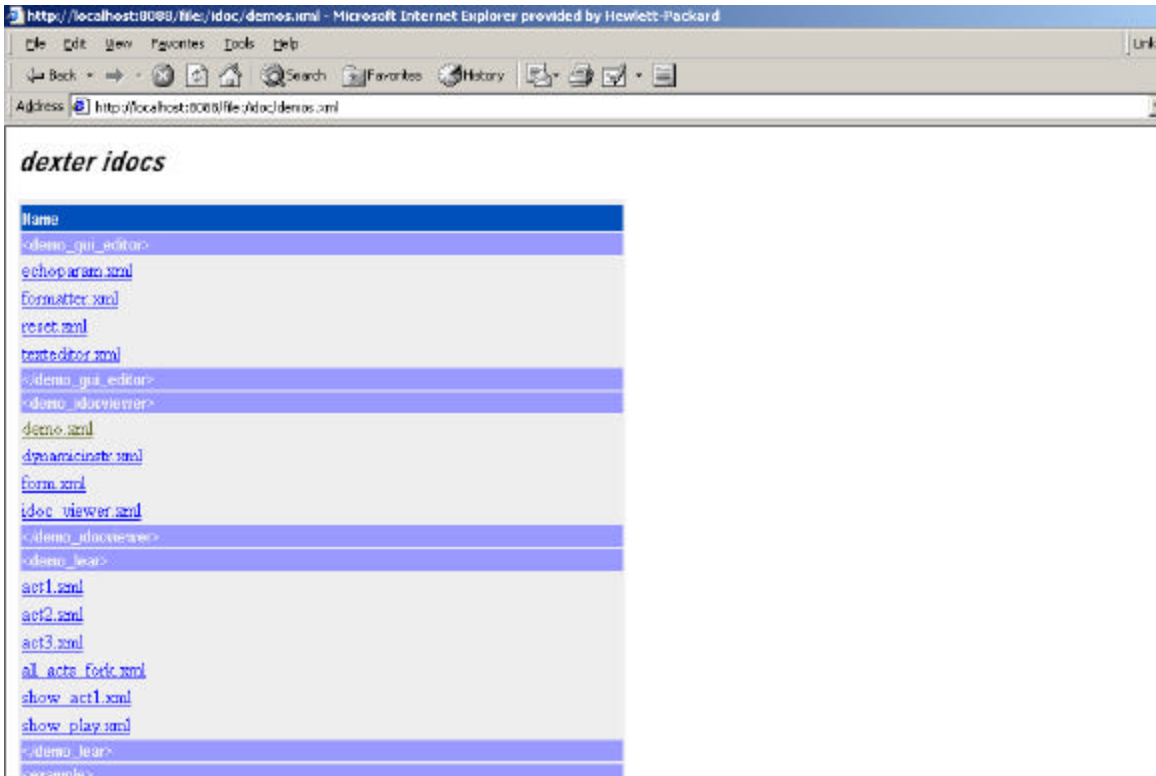 http://localhost:8088/file:/idoc/demos.xml - Microsoft Internet Explorer provided by Hewlett-Packard
File Edit View Favorites Tools Help
Link
Back Search Favorites History
Address http://localhost:8088/file:/idoc/demos.xml
dexter idocs
Name
<demo_gui_editor>
echoparam.xml
formatter.xml
reset.xml
texteditor.xml
</demo_gui_editor>
<demo_idocviewer>
demo.xml
dynamicinstr.xml
form.xml
idoc_viewer.xml
</demo_idocviewer>
<demo_lear>
act1.xml
act2.xml
act3.xml
all_acts_fork.xml
show_act1.xml
show_play.xml
</demo_lear>
<example>